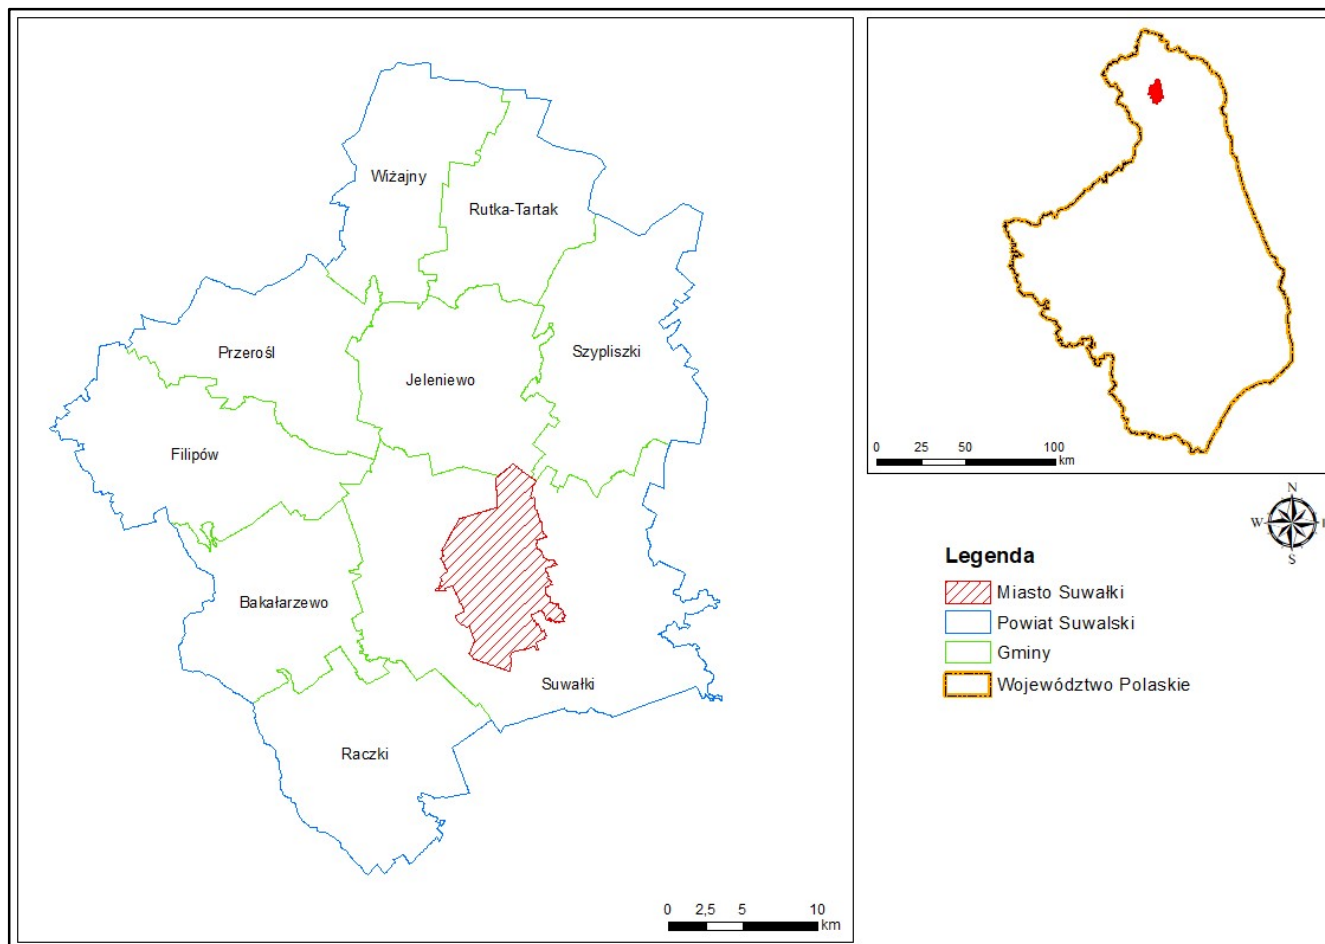 Wiżajny
Rutka-Tartak
Przerośl
Szypliszki
Jeleniewo
Filipów
Bakałarzewo
Suwałki
Raczki
0 2,5 5 10
km
0 25 50 100
km
N
W E
S
Legenda
Miasto Suwałki
Powiat Suwalski
Gminy
Województwo Polaskie